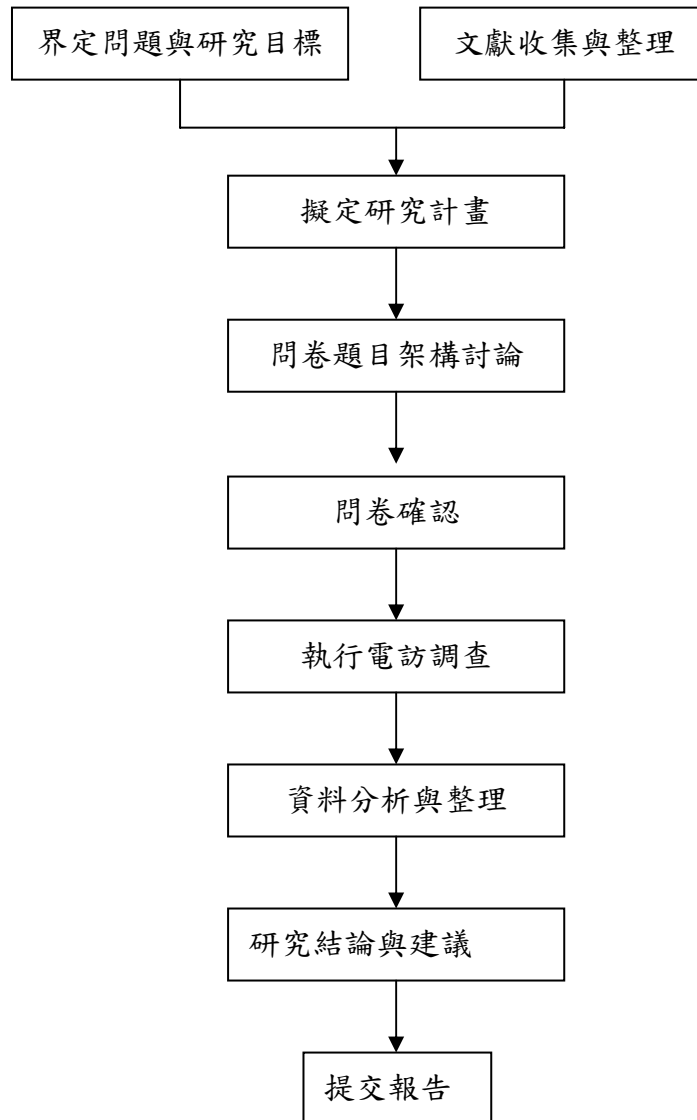 界定問題與研究目標
文獻收集與整理
擬定研究計畫
問卷題目架構討論
問卷確認
執行電訪調查
資料分析與整理
研究結論與建議
提交報告